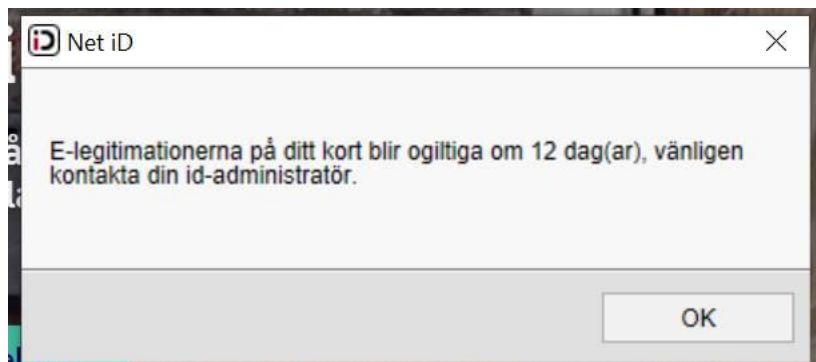 Net iD
E-legitimationerna på ditt kort blir ogiltiga om 12 dag(ar), vänligen
kontakta din id-administratör.
OK